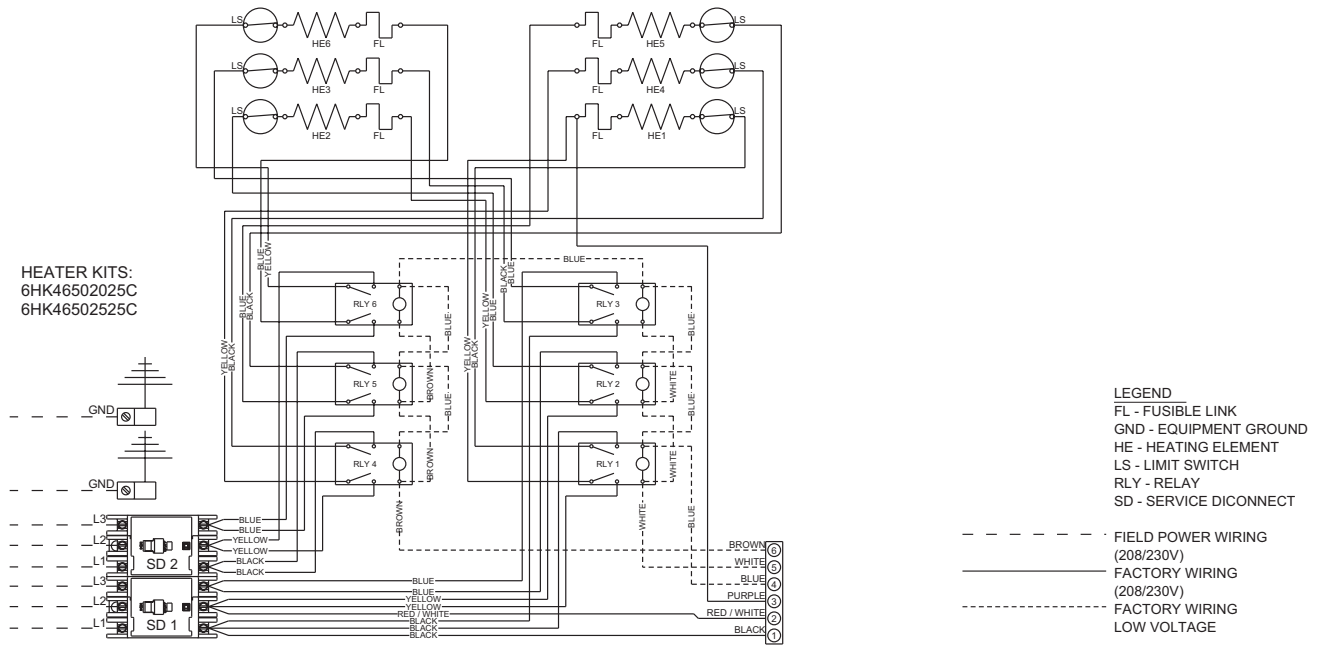 LS
HE6
FL
LS
HE3
FL
LS
HE2
FL
FL
HE5
LS
FL
HE4
LS
FL
HE1
LS
HEATER KITS:
6HK46502025C
6HK46502525C
BLUE
YELLOW
BLUE
BLACK
YELLOW
BLACK
BLUE
BLACK
BLUE
YELLOW
BLUE
YELLOW
BLACK
RLY 6
BLUE
RLY 5
BROWN
BLUE
RLY 4
BROWN
BROWN
RLY 3
BLUE
RLY 2
WHITE
BLUE
RLY 1
WHITE
WHITE
BLUE
GND
GND
L3
L2
L1
SD 2
L3
L2
L1
SD 1
BLUE
BLUE
YELLOW
YELLOW
BLACK
BLACK
BLUE
BLUE
YELLOW
YELLOW
RED / WHITE
BLACK
BLACK
BLACK
BROWN 6
WHITE 5
BLUE 4
PURPLE 3
RED / WHITE 2
BLACK 1
LEGEND
FL - FUSIBLE LINK
GND - EQUIPMENT GROUND
HE - HEATING ELEMENT
LS - LIMIT SWITCH
RLY - RELAY
SD - SERVICE DICONNECT
FIELD POWER WIRING
(208/230V)
FACTORY WIRING
(208/230V)
FACTORY WIRING
LOW VOLTAGE